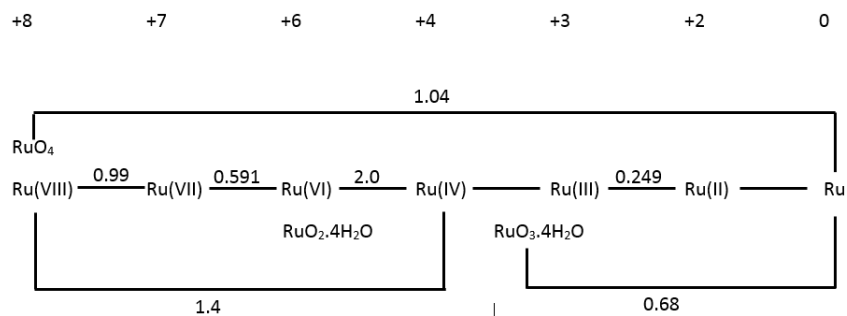 +8 +7 +6 +4 +3 +2 0
1.04
RuO₄
Ru(VIII) 0.99 Ru(VII) 0.591 Ru(VI) 2.0 Ru(IV) Ru(III) 0.249 Ru(II) Ru
RuO₂.4H₂O RuO₃.4H₂O
1.4 0.68